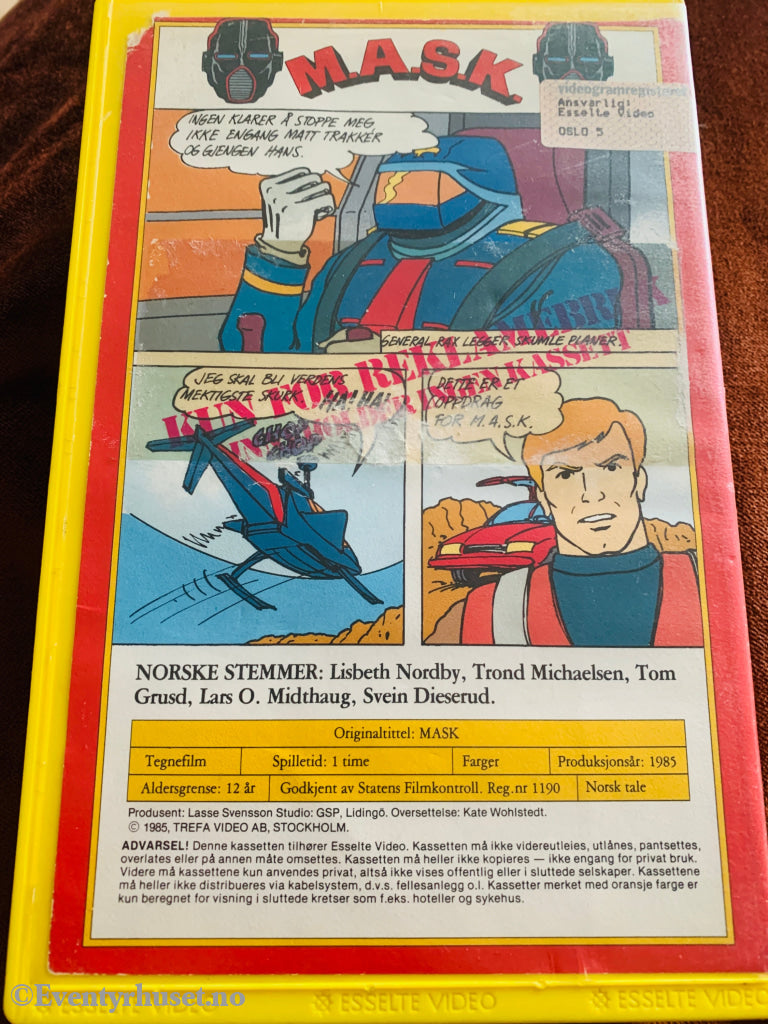 M.A.S.K.
videogramregisteret
Ansvarlig:
Esselte Video
OSLO 5
INGEN KLARER Å STOPPE MEG
IKKE ENGANG MATT TRAKKER
OG GJENGEN HANS.
GENERAL RAX LEGGER SKUMLE PLANER
KUN FOR REKLAMEBRUK
INGEN KASSETT
JEG SKAL BLI VERDENS
MEKTIGSTE SKURK. HA! HA!
DETTE ER ET
OPPDRAG
FOR M.A.S.K.
NORSKE STEMMER: Lisbeth Nordby, Trond Michaelsen, Tom
Grusd, Lars O. Midthaug, Svein Dieserud.
Originaltittel: MASK
Tegnefilm Spilletid: 1 time Farger Produksjonsår: 1985
Aldersgrense: 12 år Godkjent av Statens Filmkontroll. Reg.nr 1190 Norsk tale
Produsent: Lasse Svensson Studio: GSP, Lidingö. Oversettelse: Kate Wohlstedt.
© 1985, TREFA VIDEO AB, STOCKHOLM.
ADVARSEL! Denne kassetten tilhører Esselte Video. Kassetten må ikke videreutleies, utlånes, pantsettes,
overlates eller på annen måte omsettes. Kassetten må heller ikke kopieres — ikke engang for privat bruk.
Videre må kassettene kun anvendes privat, altså ikke vises offentlig eller i sluttede selskaper. Kassettene
må heller ikke distribueres via kabelsystem, d.v.s. fellesanlegg o.l. Kassetter merket med oransje farge er
kun beregnet for visning i sluttede kretser som f.eks. hoteller og sykehus.
©Eventyrhuset.no
ESSELTE VIDEO ESSELTE VIDEO